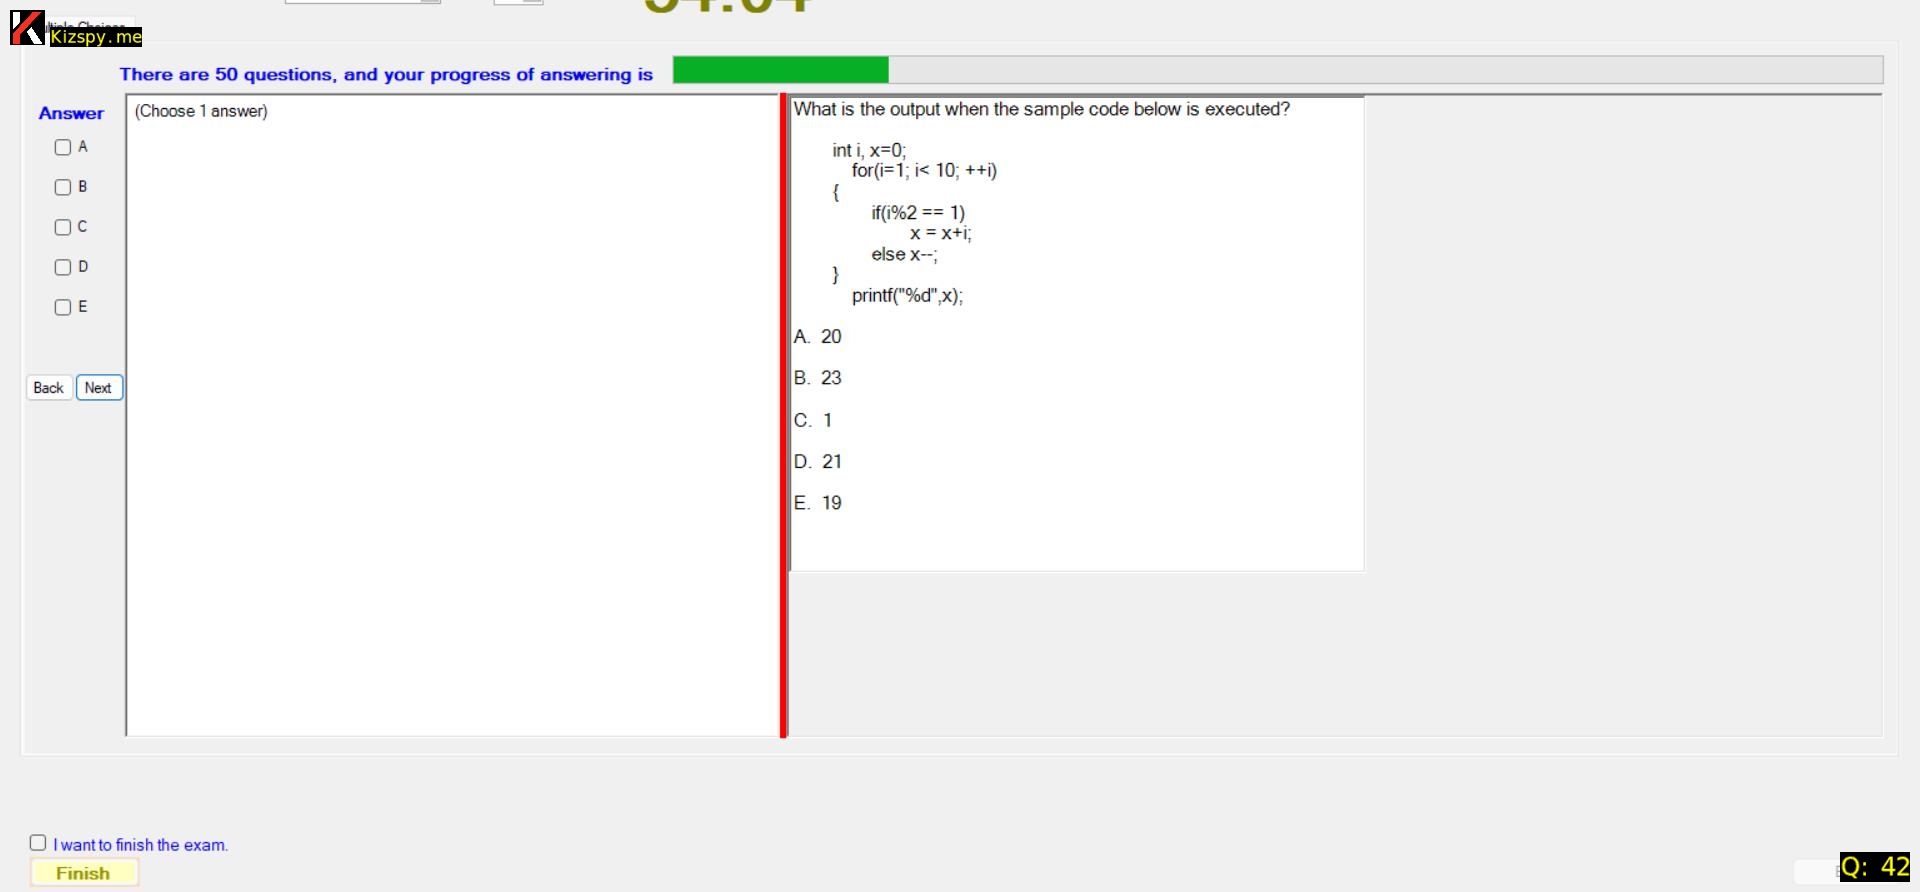 Kizspy.me
There are 50 questions, and your progress of answering is
Answer
(Choose 1 answer)
A
B
C
D
E
Back
Next
What is the output when the sample code below is executed?
int i, x=0;
for(i=1; i< 10; ++i)
{
if(i%2 == 1)
x = x+i;
else x--;
}
printf("%d",x);
A. 20
B. 23
C. 1
D. 21
E. 19
I want to finish the exam.
Finish
Q: 42